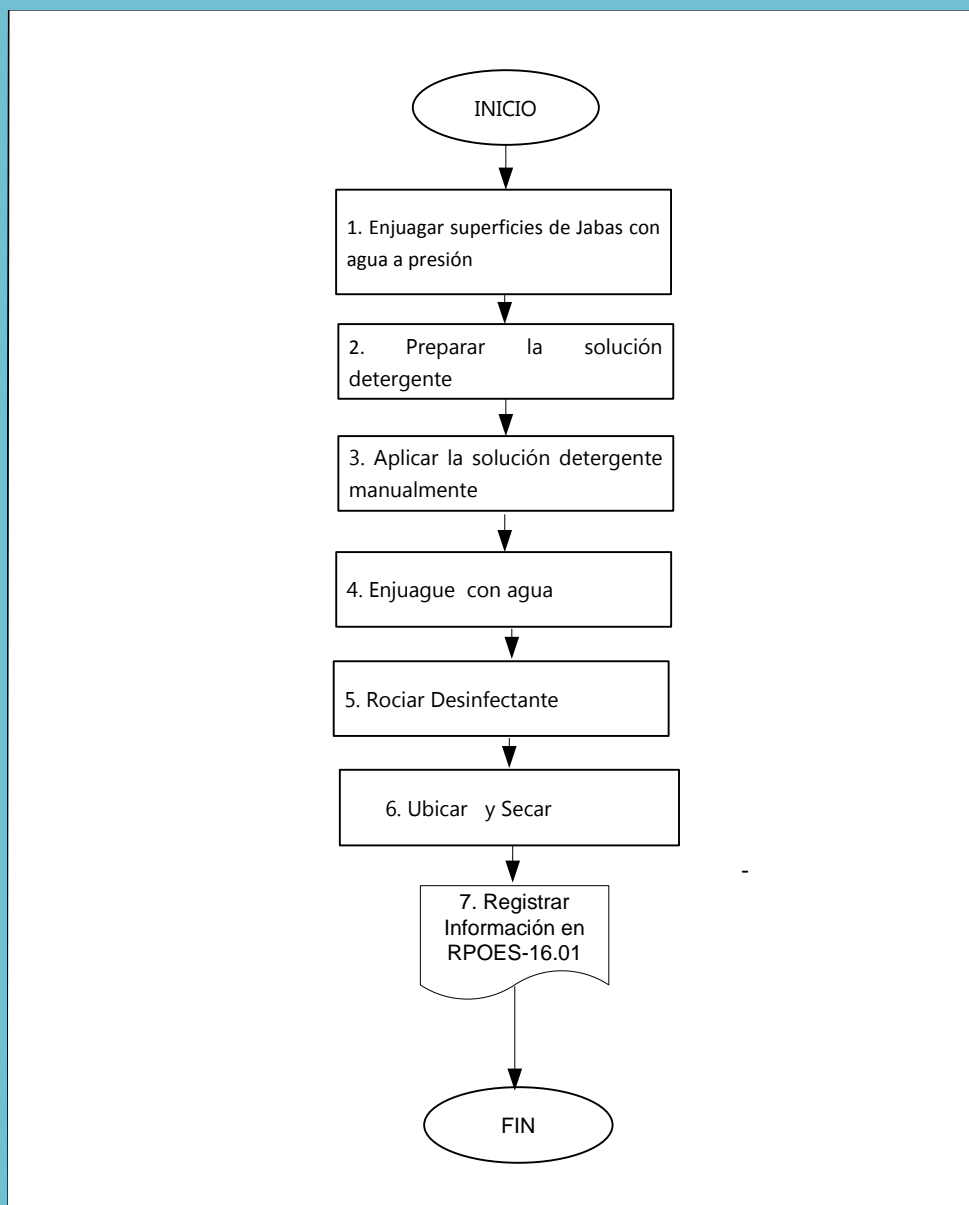 INICIO
1. Enjuagar superficies de Jabas con
agua a presión
2. Preparar la solución
detergente
3. Aplicar la solución detergente
manualmente
4. Enjuague con agua
5. Rociar Desinfectante
6. Ubicar y Secar
-
7. Registrar
Información en
RPOES-16.01
FIN